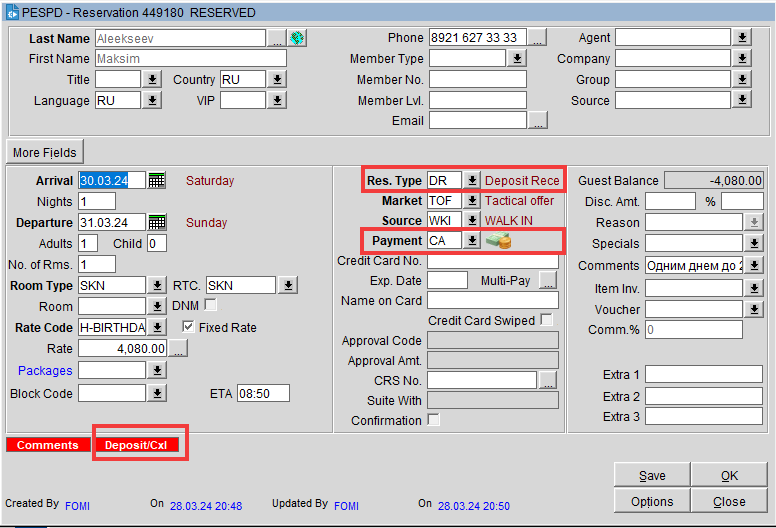 PESPD - Reservation 449180 RESERVED
Last Name Aleekseev ... Phone 8921 627 33 33 ... Agent
First Name Maksim Member Type Company
Title Country RU Member No. Group
Language RU VIP Member Lvl. Source
Email ...
More Fields
Arrival 30.03.24 Saturday Res. Type DR Deposit Rece Guest Balance -4,080.00
Nights 1 Market TOF Tactical offer Disc. Amt. %
Departure 31.03.24 Sunday Source WKI WALK IN Reason
Adults 1 Child 0 Payment CA Specials
No. of Rms. 1 Credit Card No. Comments Одним днем до 2
Room Type SKN RTC. SKN Exp. Date Multi-Pay ... Item Inv.
Room DNM Name on Card Voucher
Rate Code H-BIRTHDA Fixed Rate Credit Card Swiped Comm.% 0
Rate 4,080.00 ... Approval Code
Packages Approval Amt.
Block Code ETA 08:50 CRS No. ... Extra 1
Suite With Extra 2
Confirmation Extra 3
Comments Deposit/Cxl
Save OK
Created By FOMI On 28.03.24 20:48 Updated By FOMI On 28.03.24 20:50 Options Close